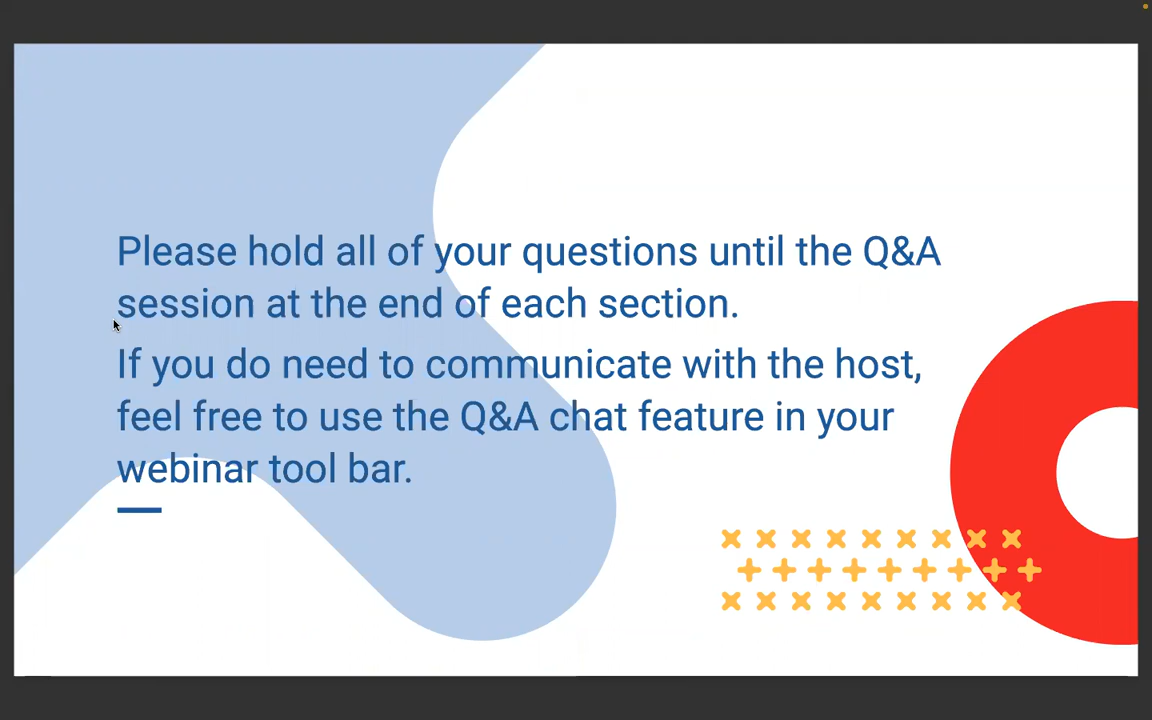 Please hold all of your questions until the Q&A
session at the end of each section.
If you do need to communicate with the host,
feel free to use the Q&A chat feature in your
webinar tool bar.